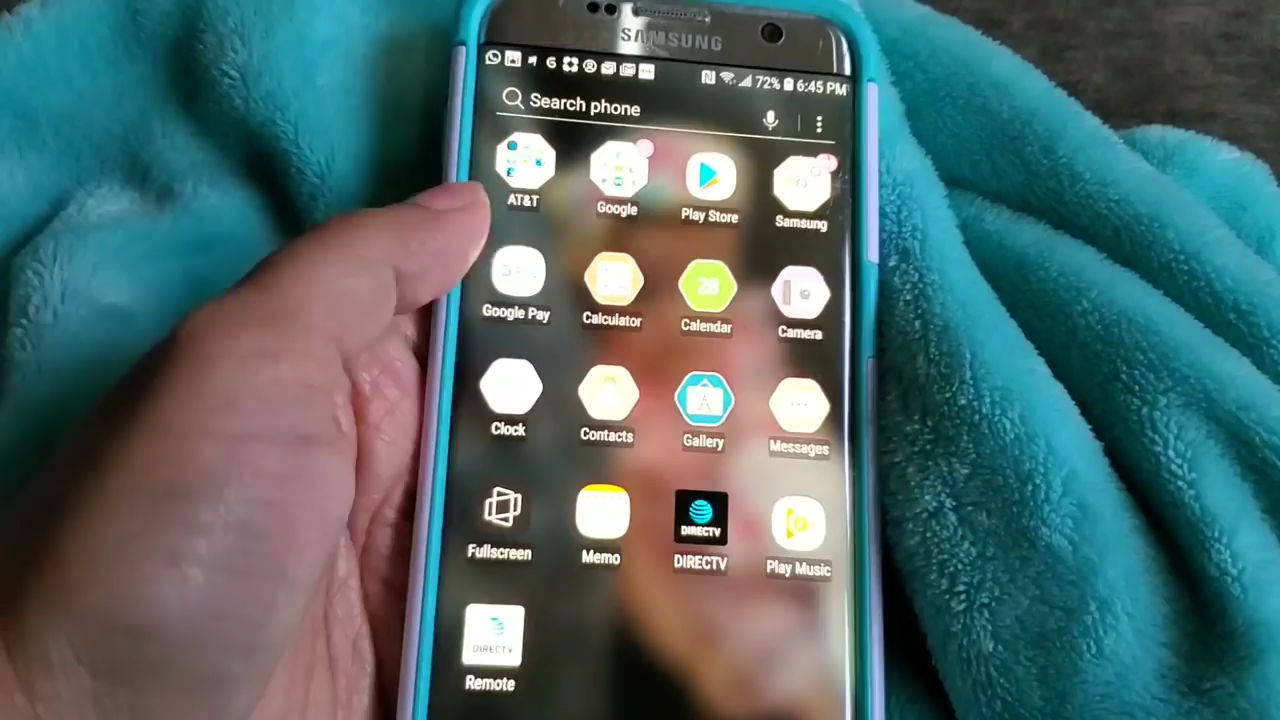 SAMSUNG
G 72% 6:45 PM
Search phone
AT&T Google Play Store Samsung
28
Google Pay Calculator Calendar Camera
Clock Contacts Gallery Messages
DIRECTV
Fullscreen Memo DIRECTV Play Music
DIRECTV
Remote